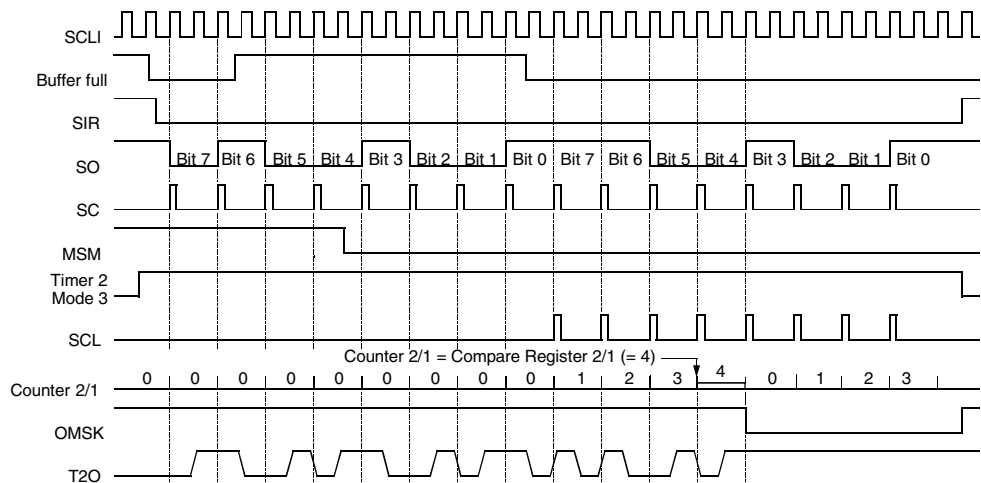 SCLI
Buffer full
SIR
SO
Bit 7 Bit 6 Bit 5 Bit 4 Bit 3 Bit 2 Bit 1 Bit 0 Bit 7 Bit 6 Bit 5 Bit 4 Bit 3 Bit 2 Bit 1 Bit 0
SC
MSM
Timer 2
Mode 3
SCL
Counter 2/1 = Compare Register 2/1 (= 4)
Counter 2/1
0 0 0 0 0 0 0 0 0 1 2 3 4 0 1 2 3
OMSK
T2O